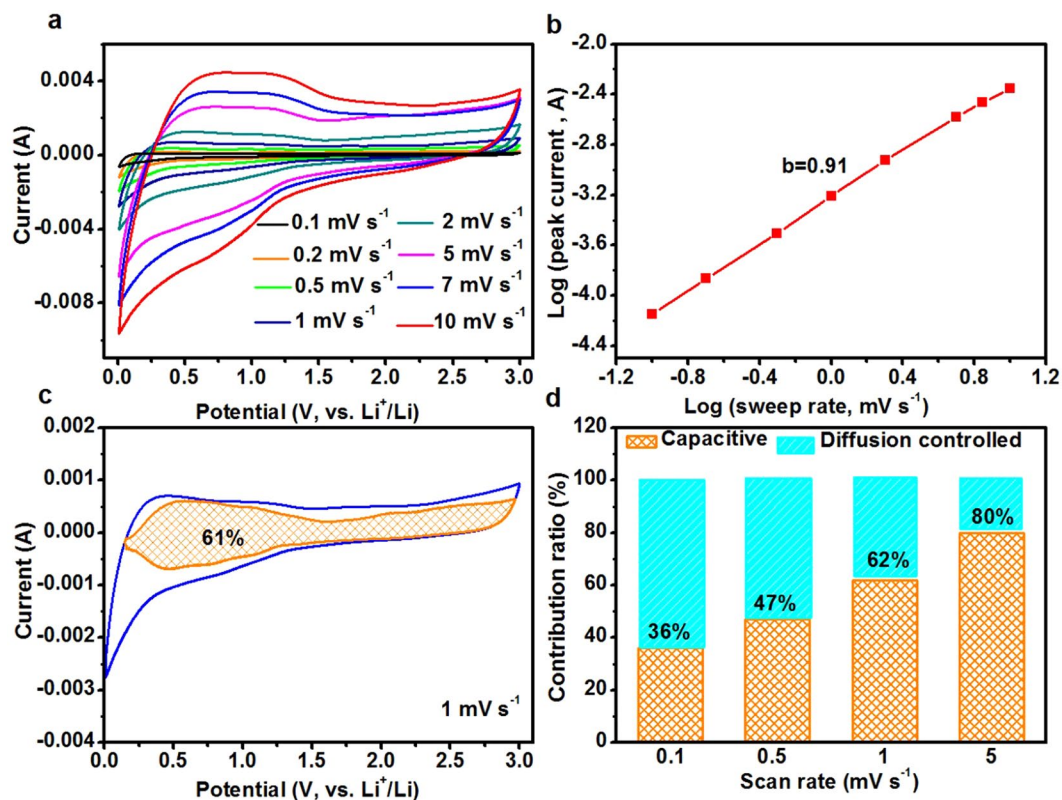 a
Current (A)
0.004
0.000
-0.004
-0.008
0.1 mV s⁻¹
0.2 mV s⁻¹
0.5 mV s⁻¹
1 mV s⁻¹
2 mV s⁻¹
5 mV s⁻¹
7 mV s⁻¹
10 mV s⁻¹
0.0 0.5 1.0 1.5 2.0 2.5 3.0
Potential (V, vs. Li⁺/Li)
b
Log (peak current , A)
-2.0
-2.4
-2.8
-3.2
-3.6
-4.0
-4.4
b=0.91
-1.2 -0.8 -0.4 0.0 0.4 0.8 1.2
Log (sweep rate, mV s⁻¹)
c
Current (A)
0.002
0.001
0.000
-0.001
-0.002
-0.003
-0.004
61%
1 mV s⁻¹
0.0 0.5 1.0 1.5 2.0 2.5 3.0
Potential (V, vs. Li⁺/Li)
d
Contribution ratio (%)
120
100
80
60
40
20
0
Capacitive
Diffusion controlled
36%
47%
62%
80%
0.1 0.5 1 5
Scan rate (mV s⁻¹)